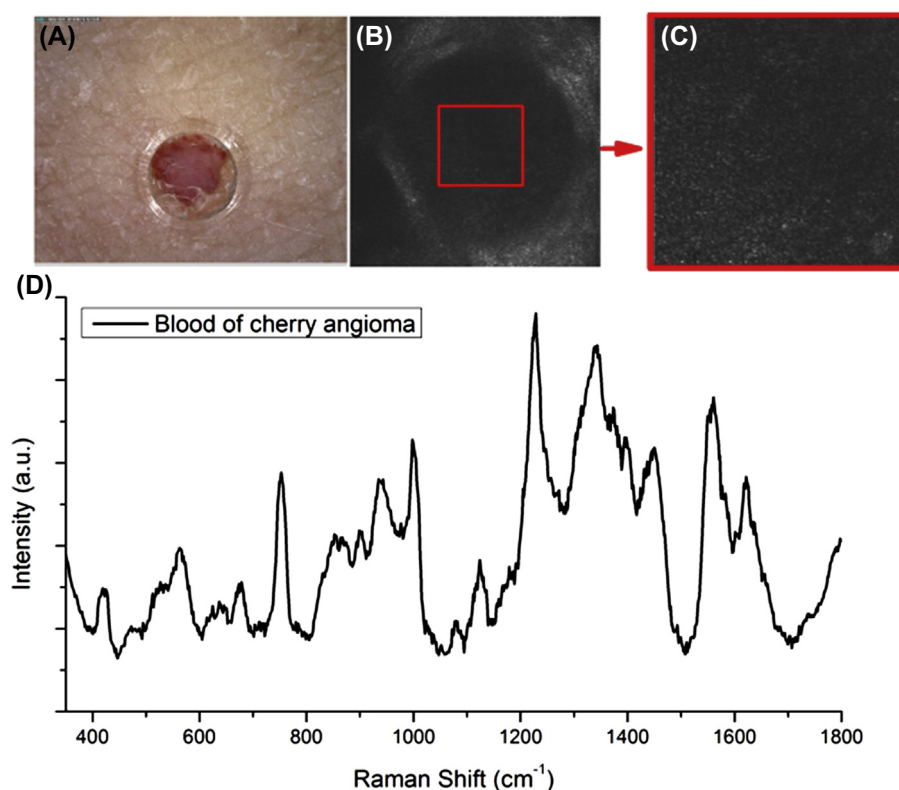 (A)
(B)
(C)
(D)
Blood of cherry angioma
Intensity (a.u.)
400 600 800 1000 1200 1400 1600 1800
Raman Shift (cm⁻¹)